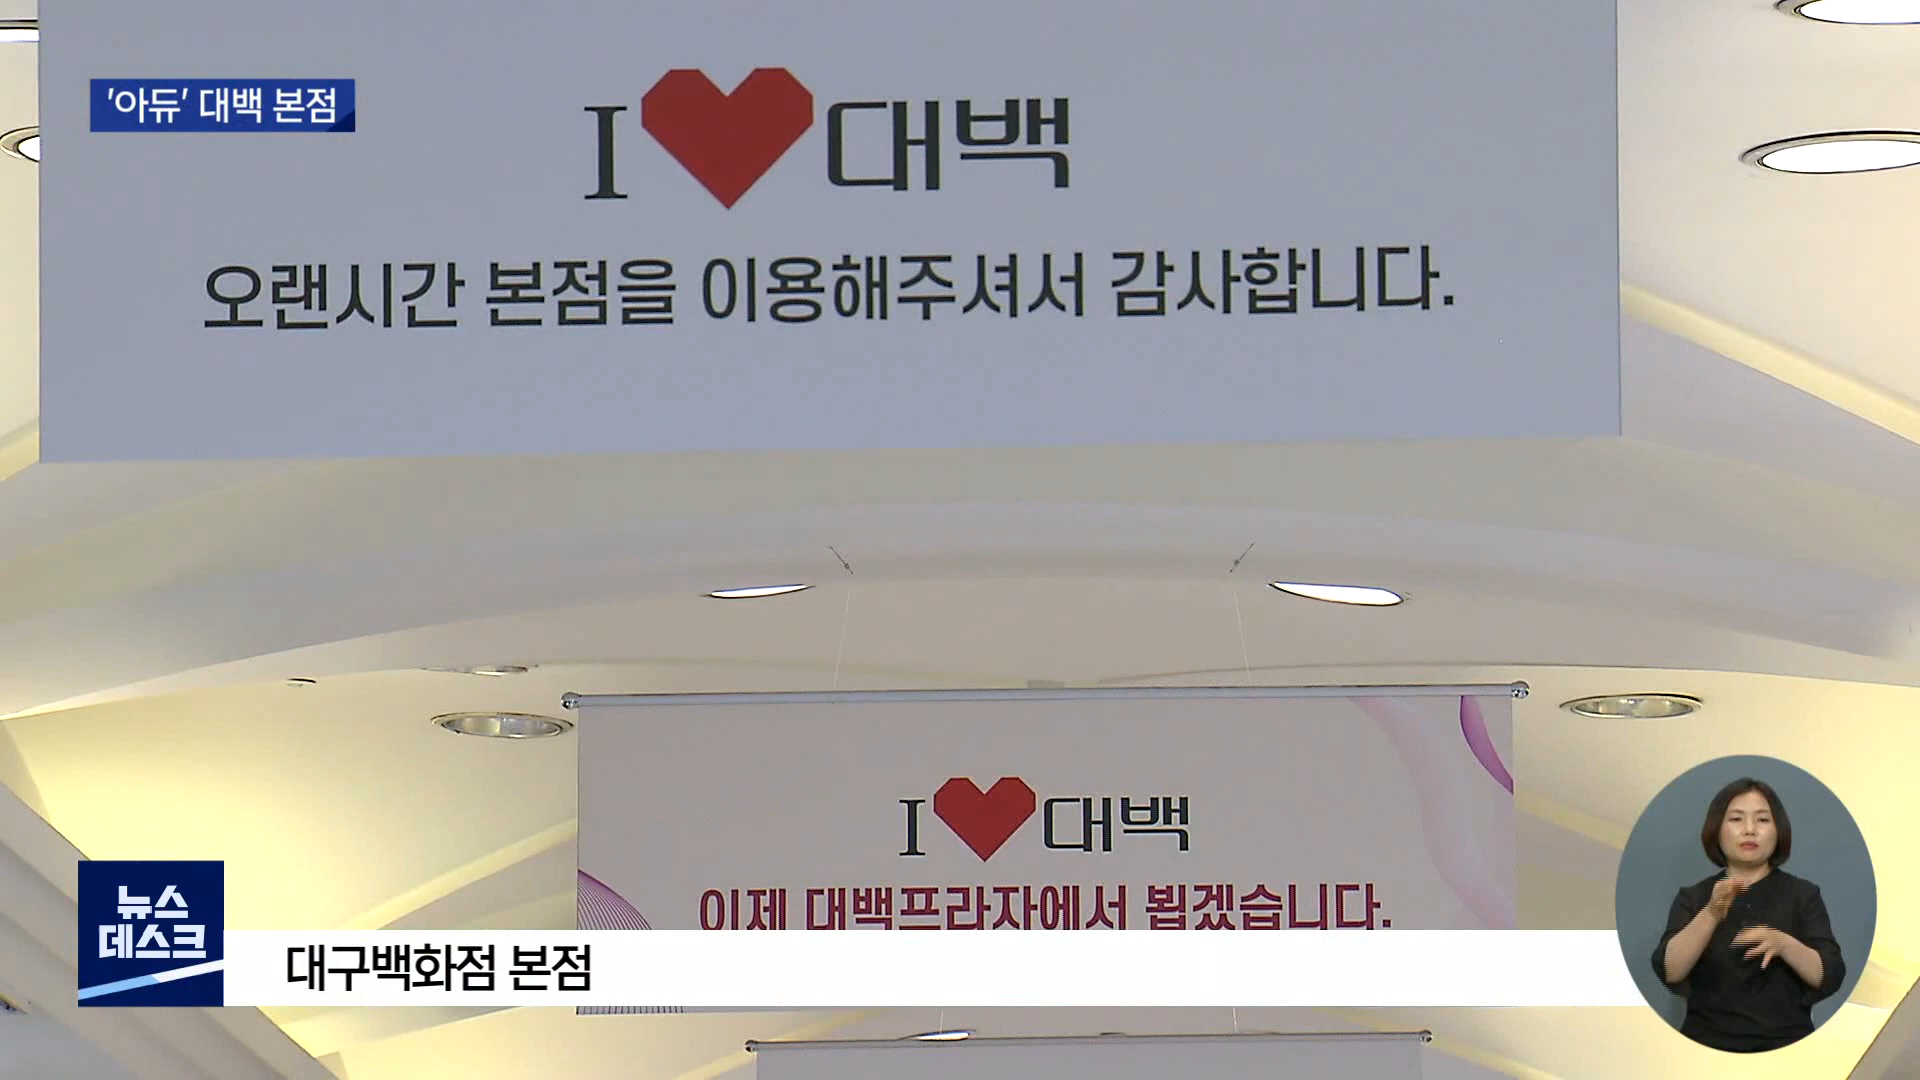 '아듀' 대백 본점
I 대백
오랜시간 본점을 이용해주셔서 감사합니다.
I 대백
이제 대백프라자에서 뵙겠습니다.
뉴스
데스크
대구백화점 본점